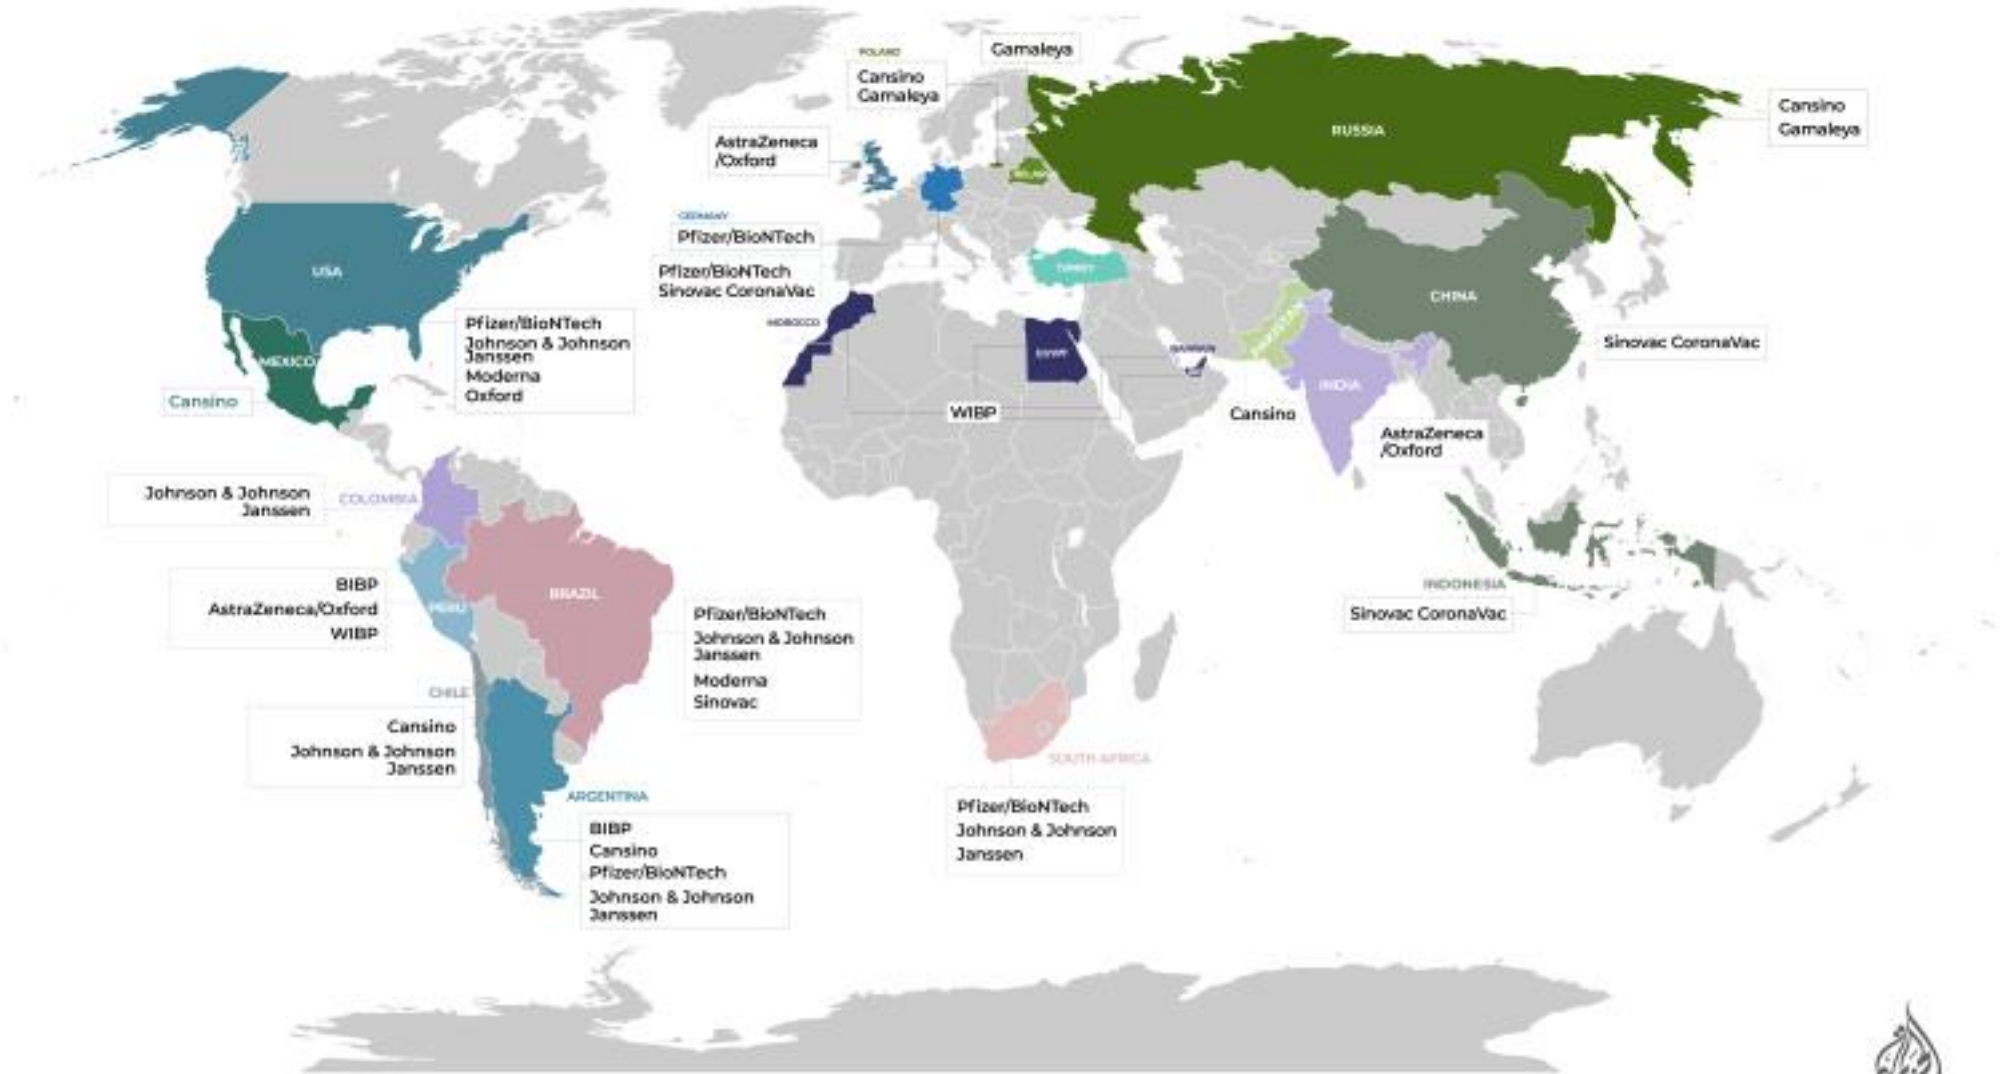 POLAND
Cansino
Gamaleya
Gamaleya
RUSSIA
Cansino
Gamaleya
AstraZeneca
/Oxford
GERMANY
Pfizer/BioNTech
Pfizer/BioNTech
Sinovac CoronaVac
TURKEY
USA
Pfizer/BioNTech
Johnson & Johnson
Janssen
Moderna
Oxford
MEXICO
Cansino
MOROCCO
EGYPT
BAHRAIN
WIBP
PAKISTAN
Cansino
INDIA
AstraZeneca
/Oxford
CHINA
Sinovac CoronaVac
INDONESIA
Sinovac CoronaVac
COLOMBIA
Johnson & Johnson
Janssen
PERU
BIBP
AstraZeneca/Oxford
WIBP
BRAZIL
Pfizer/BioNTech
Johnson & Johnson
Janssen
Moderna
Sinovac
CHILE
Cansino
Johnson & Johnson
Janssen
ARGENTINA
BIBP
Cansino
Pfizer/BioNTech
Johnson & Johnson
Janssen
SOUTH AFRICA
Pfizer/BioNTech
Johnson & Johnson
Janssen